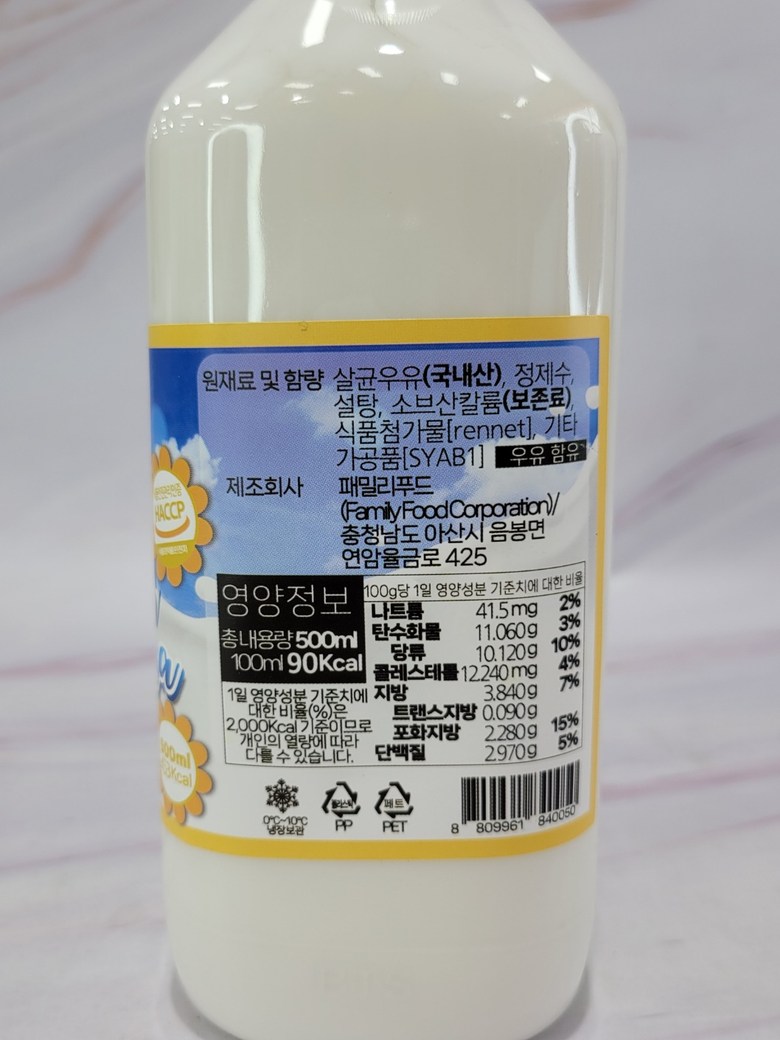 원재료 및 함량 살균우유(국내산), 정제수,
설탕, 소브산칼륨(보존료),
식품첨가물[rennet], 기타
가공품[SYAB1] 우유 함유
제조회사 패밀리푸드
(Family Food Corporation)/
충청남도 아산시 음봉면
연암율금로 425
HACCP
영양정보
총 내용량 500ml
100ml 90Kcal
1일 영양성분 기준치에
대한 비율(%)은
2,000Kcal 기준이므로
개인의 열량에 따라
다를 수 있습니다.
100g당 1일 영양성분 기준치에 대한 비율
나트륨 41.5mg 2%
탄수화물 11.060g 3%
당류 10.120g 10%
콜레스테롤 12.240mg 4%
지방 3.840g 7%
트랜스지방 0.090g
포화지방 2.280g 15%
단백질 2.970g 5%
0℃~10℃
냉장보관
플라스틱
PP
페트
PET
8 809961 840050